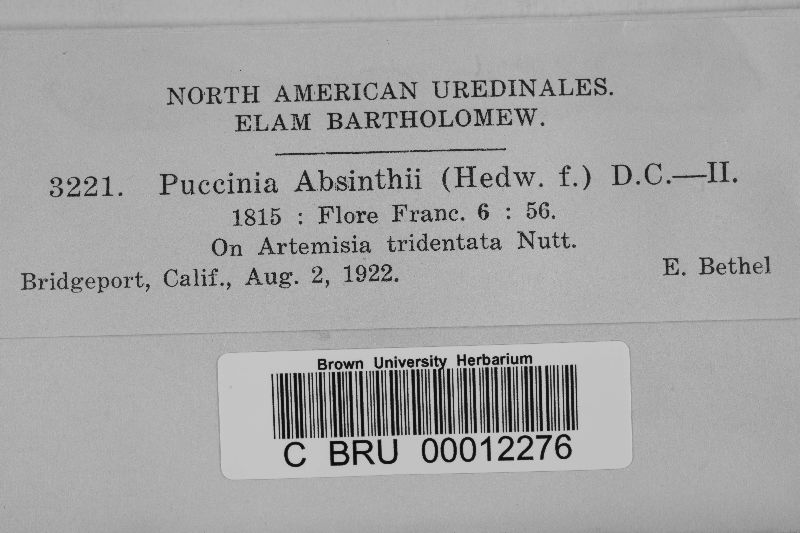 NORTH AMERICAN UREDINALES.
ELAM BARTHOLOMEW.
3221. Puccinia Absinthii (Hedw. f.) D.C.—II.
1815 : Flore Franc. 6 : 56.
On Artemisia tridentata Nutt.
Bridgeport, Calif., Aug. 2, 1922. E. Bethel
Brown University Herbarium
C BRU 00012276